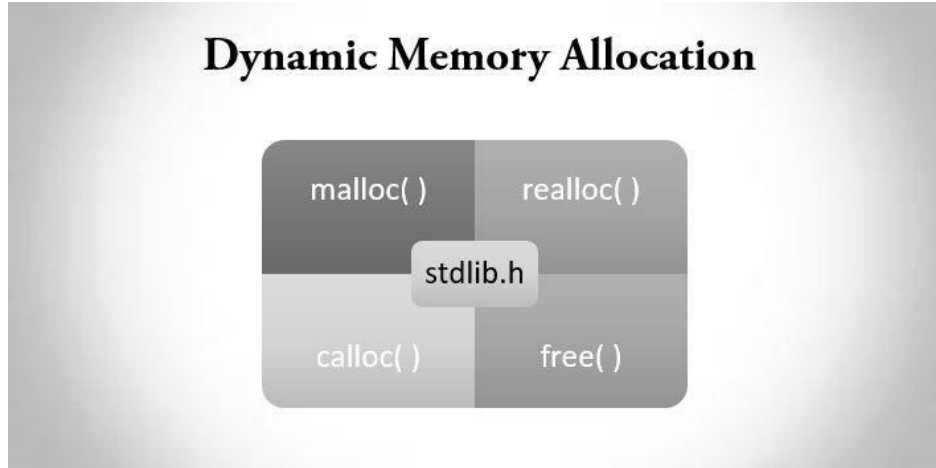 Dynamic Memory Allocation
malloc( )
realloc( )
stdlib.h
calloc( )
free( )